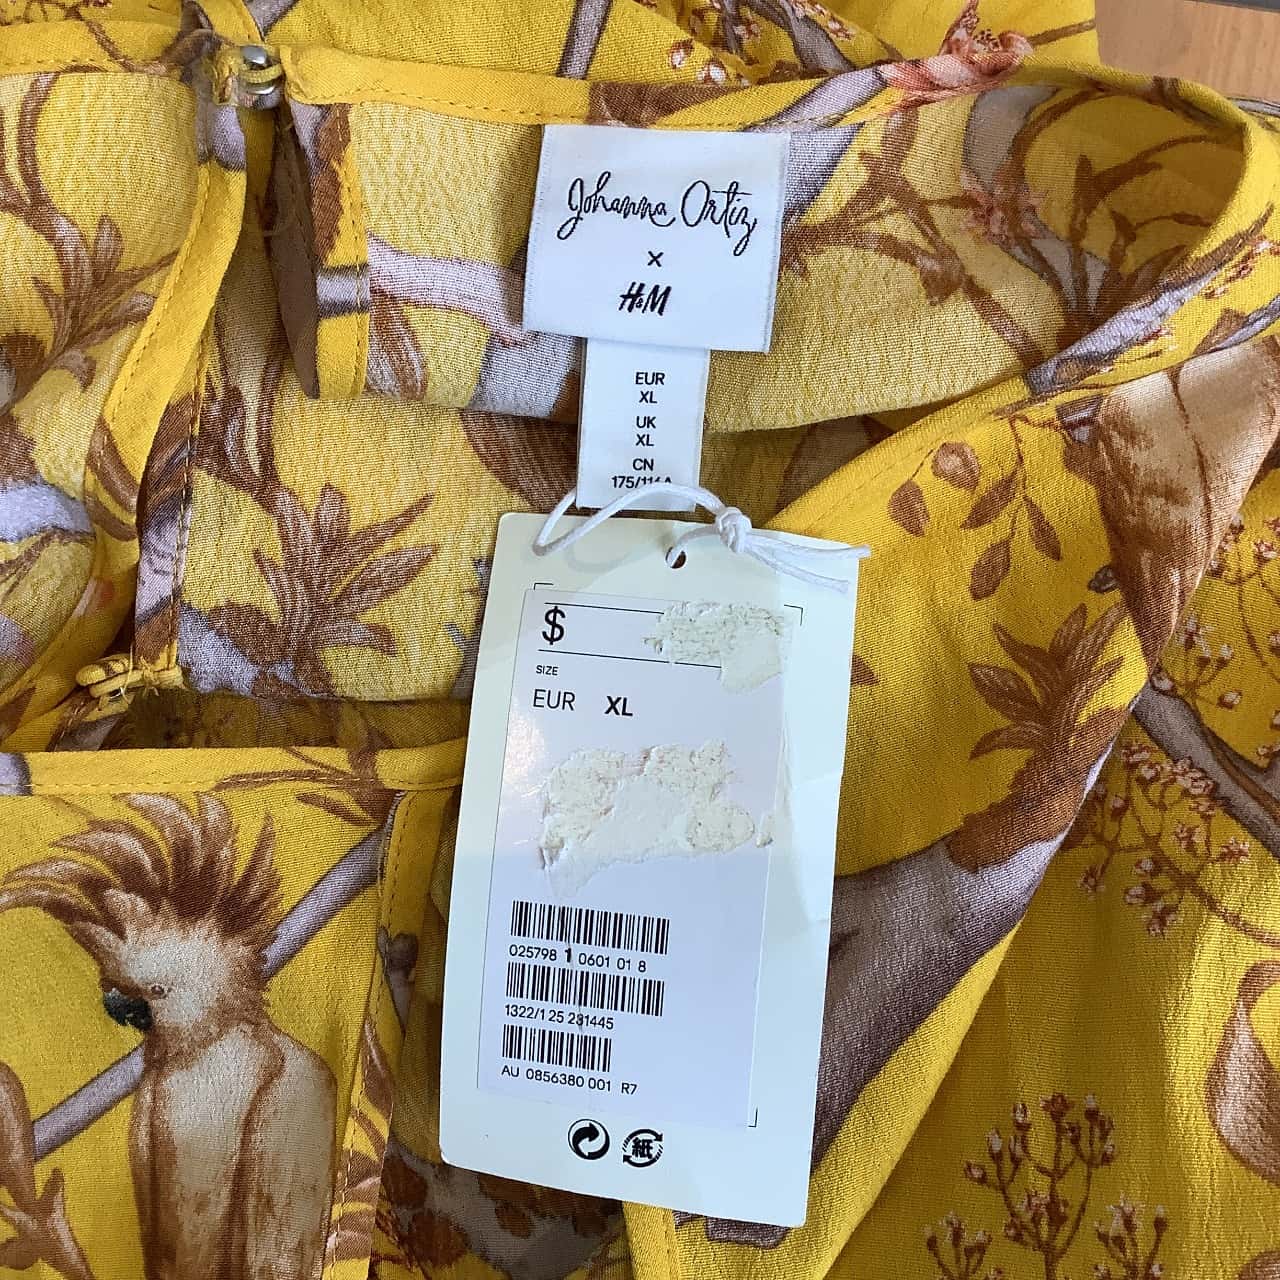 Johanna Ortiz
x
H&M
EUR
XL
UK
XL
CN
175/116A
$
SIZE
EUR XL
025798 1 0601 01 8
1322/1 25 231445
AU 0856380 001 R7
紙